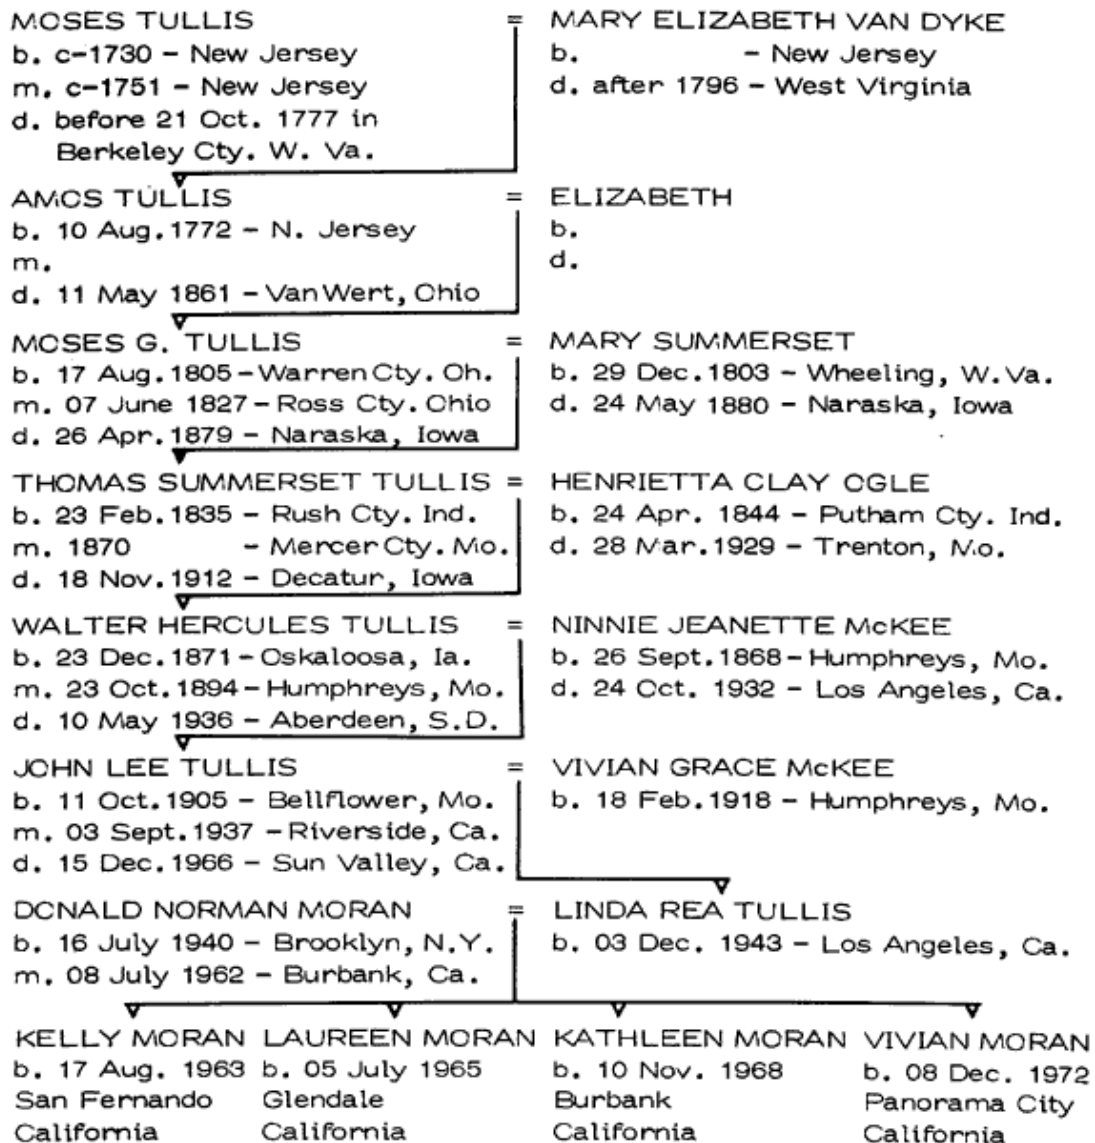 MOSES TULLIS = MARY ELIZABETH VAN DYKE
b. c-1730 - New Jersey b. - New Jersey
m. c-1751 - New Jersey d. after 1796 - West Virginia
d. before 21 Oct. 1777 in
Berkeley Cty. W. Va.
AMOS TULLIS = ELIZABETH
b. 10 Aug. 1772 - N. Jersey b.
m. d.
d. 11 May 1861 - Van Wert, Ohio
MOSES G. TULLIS = MARY SUMMERSET
b. 17 Aug. 1805 - Warren Cty. Oh. b. 29 Dec. 1803 - Wheeling, W. Va.
m. 07 June 1827 - Ross Cty. Ohio d. 24 May 1880 - Naraska, Iowa
d. 26 Apr. 1879 - Naraska, Iowa
THOMAS SUMMERSET TULLIS = HENRIETTA CLAY OGLE
b. 23 Feb. 1835 - Rush Cty. Ind. b. 24 Apr. 1844 - Putham Cty. Ind.
m. 1870 - Mercer Cty. Mo. d. 28 Mar. 1929 - Trenton, Mo.
d. 18 Nov. 1912 - Decatur, Iowa
WALTER HERCULES TULLIS = NINNIE JEANETTE McKEE
b. 23 Dec. 1871 - Oskaloosa, Ia. b. 26 Sept. 1868 - Humphreys, Mo.
m. 23 Oct. 1894 - Humphreys, Mo. d. 24 Oct. 1932 - Los Angeles, Ca.
d. 10 May 1936 - Aberdeen, S.D.
JOHN LEE TULLIS = VIVIAN GRACE McKEE
b. 11 Oct. 1905 - Bellflower, Mo. b. 18 Feb. 1918 - Humphreys, Mo.
m. 03 Sept. 1937 - Riverside, Ca.
d. 15 Dec. 1966 - Sun Valley, Ca.
DONALD NORMAN MORAN = LINDA REA TULLIS
b. 16 July 1940 - Brooklyn, N.Y. b. 03 Dec. 1943 - Los Angeles, Ca.
m. 08 July 1962 - Burbank, Ca.
KELLY MORAN LAUREEN MORAN KATHLEEN MORAN VIVIAN MORAN
b. 17 Aug. 1963 b. 05 July 1965 b. 10 Nov. 1968 b. 08 Dec. 1972
San Fernando Glendale Burbank Panorama City
California California California California